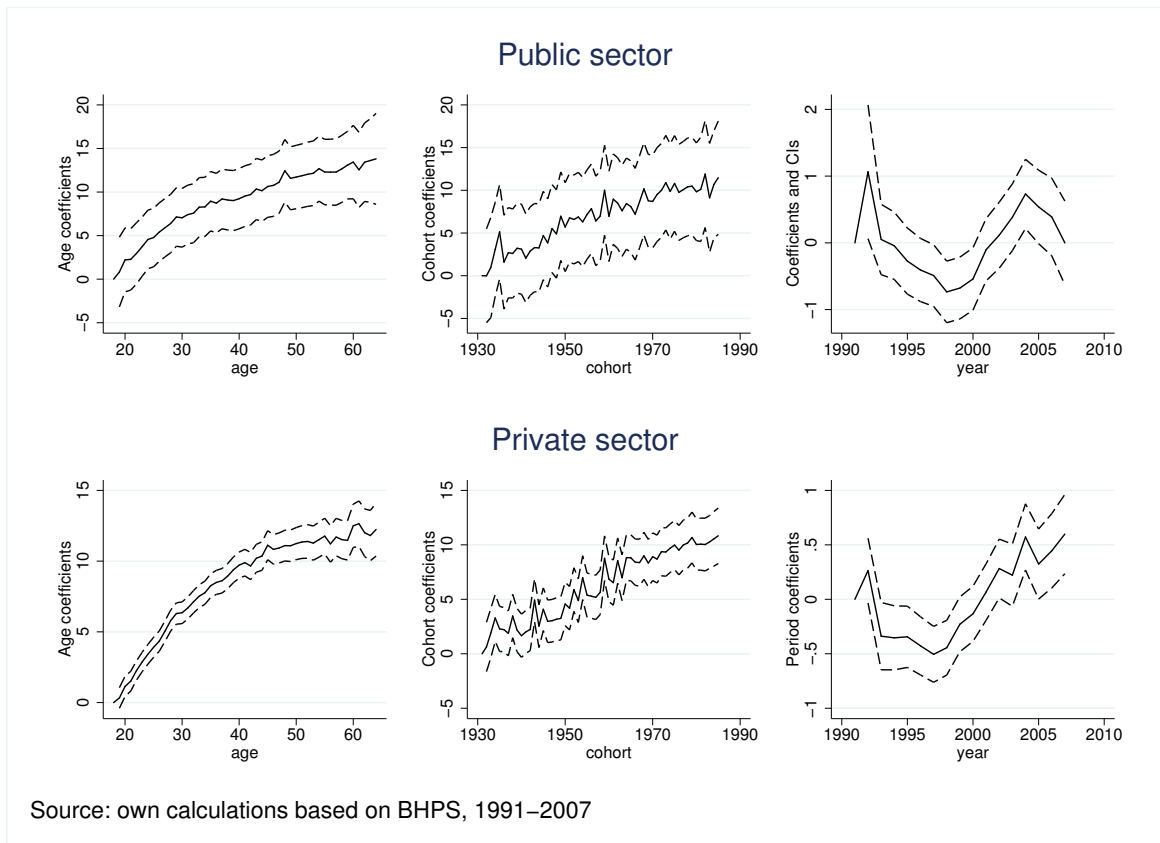 Public sector
Age coefficients
−5 0 5 10 15 20
20 30 40 50 60
age
Cohort coefficients
−5 0 5 10 15 20
1930 1950 1970 1990
cohort
Coefficients and CIs
−1 0 1 2
1990 1995 2000 2005 2010
year
Private sector
Age coefficients
0 5 10 15
20 30 40 50 60
age
Cohort coefficients
−5 0 5 10 15
1930 1950 1970 1990
cohort
Period coefficients
−1 −.5 0 .5 1
1990 1995 2000 2005 2010
year
Source: own calculations based on BHPS, 1991−2007